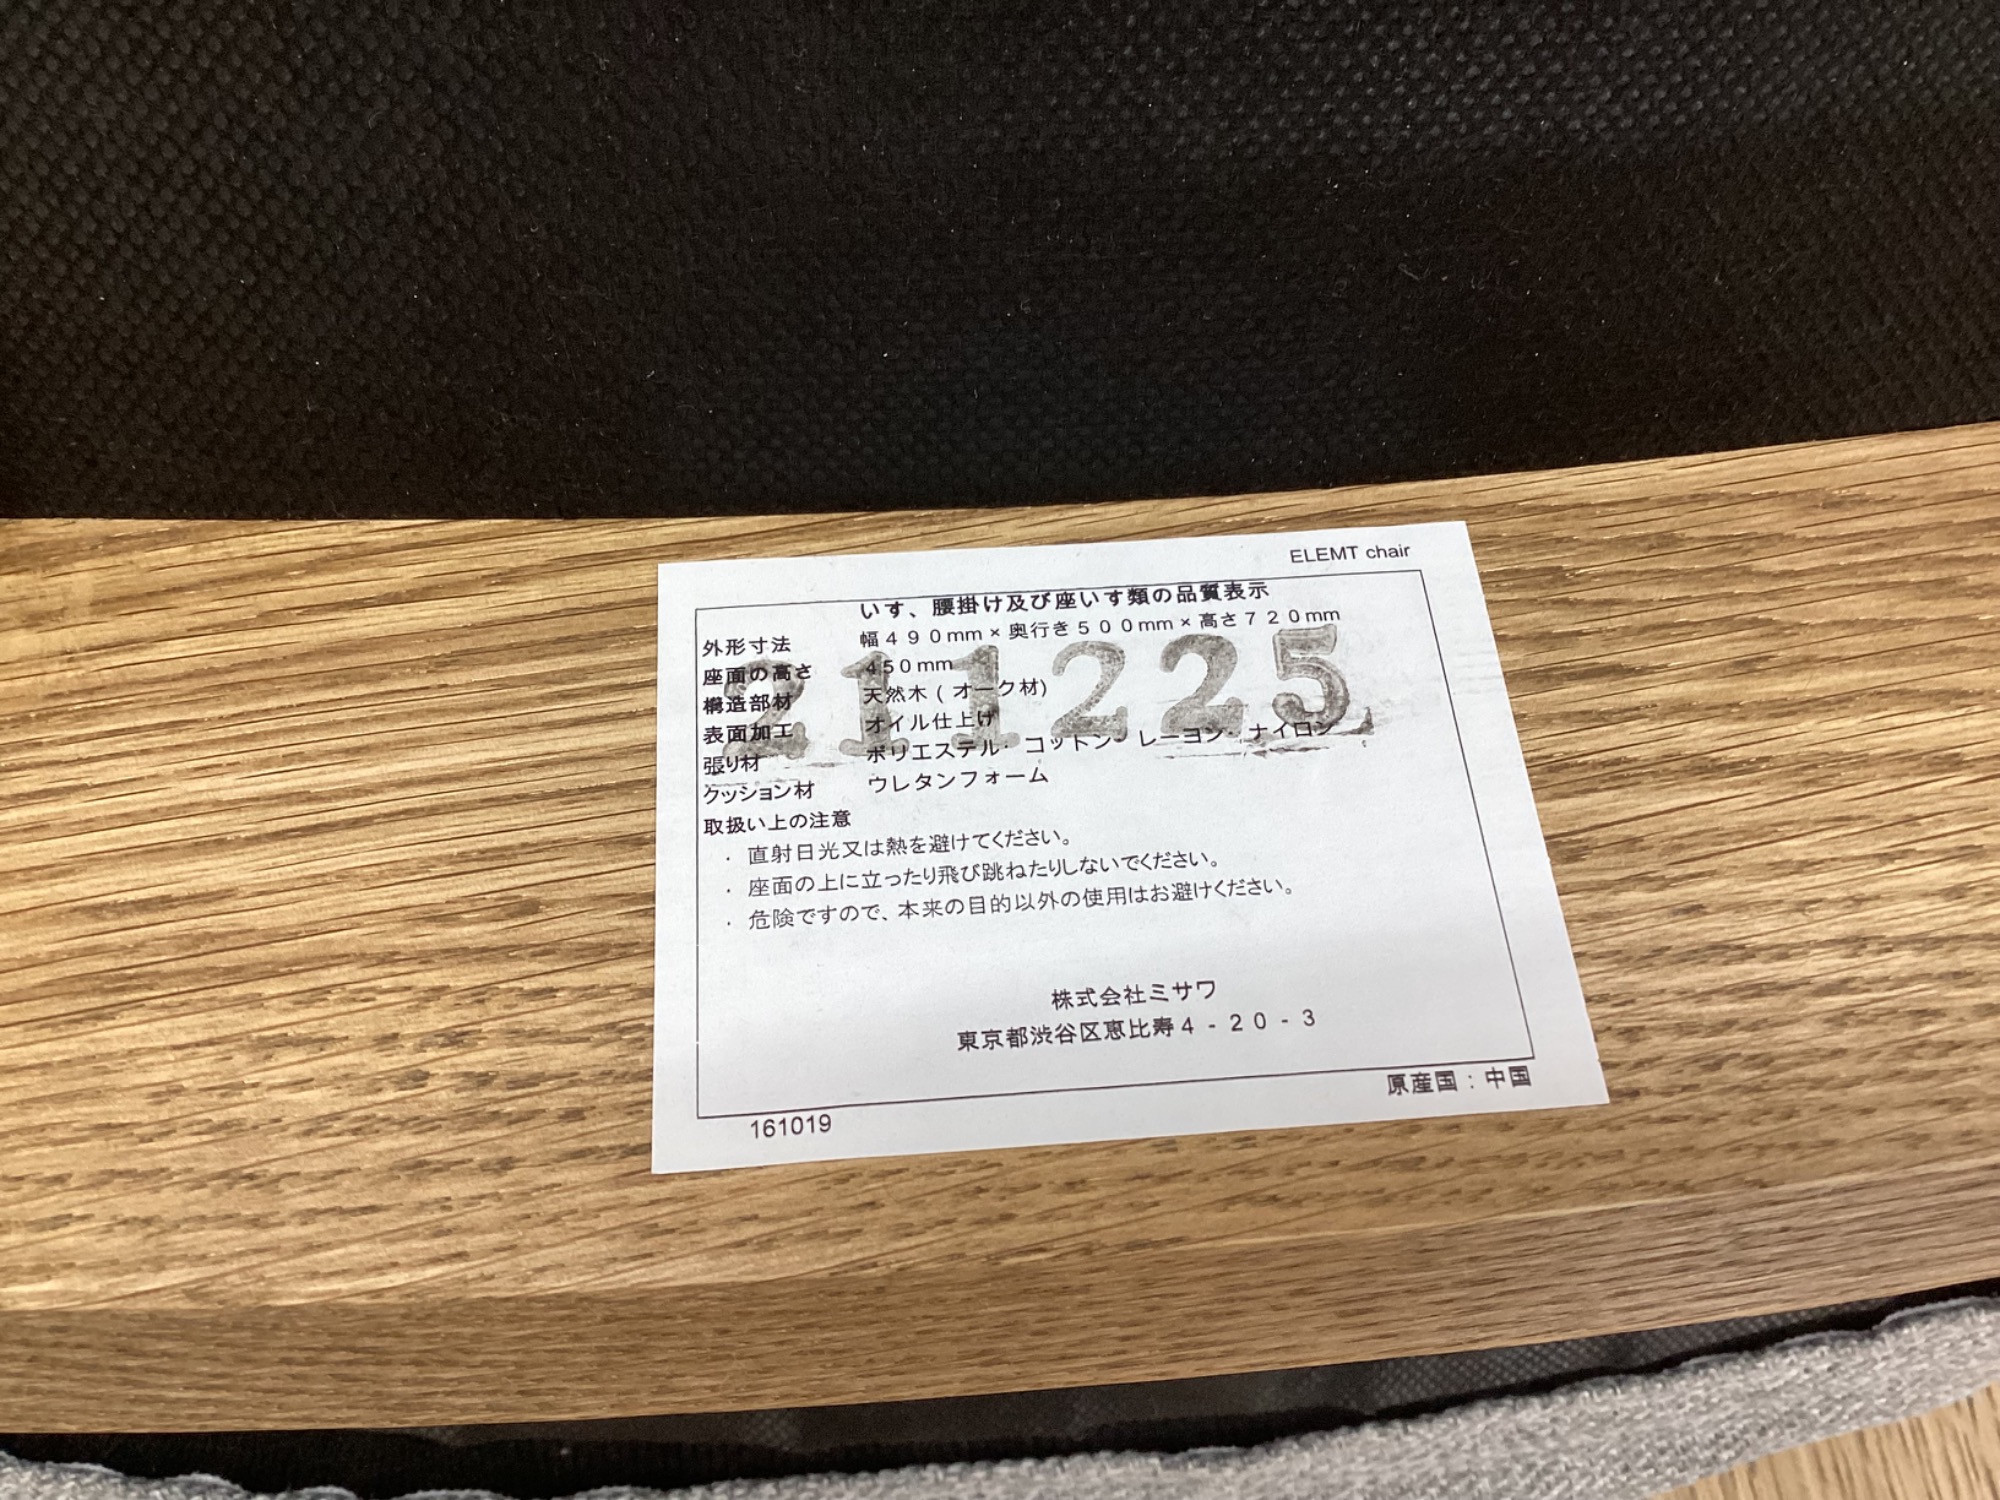 ELEMT chair
いす、腰掛け及び座いす類の品質表示
外形寸法 幅490mm×奥行き500mm×高さ720mm
座面の高さ 450mm
構造部材 天然木(オーク材)
表面加工 オイル仕上げ
張り材 ポリエステル・コットン・レーヨン・ナイロン
クッション材 ウレタンフォーム
211225
取扱い上の注意
・ 直射日光又は熱を避けてください。
・ 座面の上に立ったり飛び跳ねたりしないでください。
・ 危険ですので、本来の目的以外の使用はお避けください。
株式会社ミサワ
東京都渋谷区恵比寿4-20-3
原産国:中国
161019